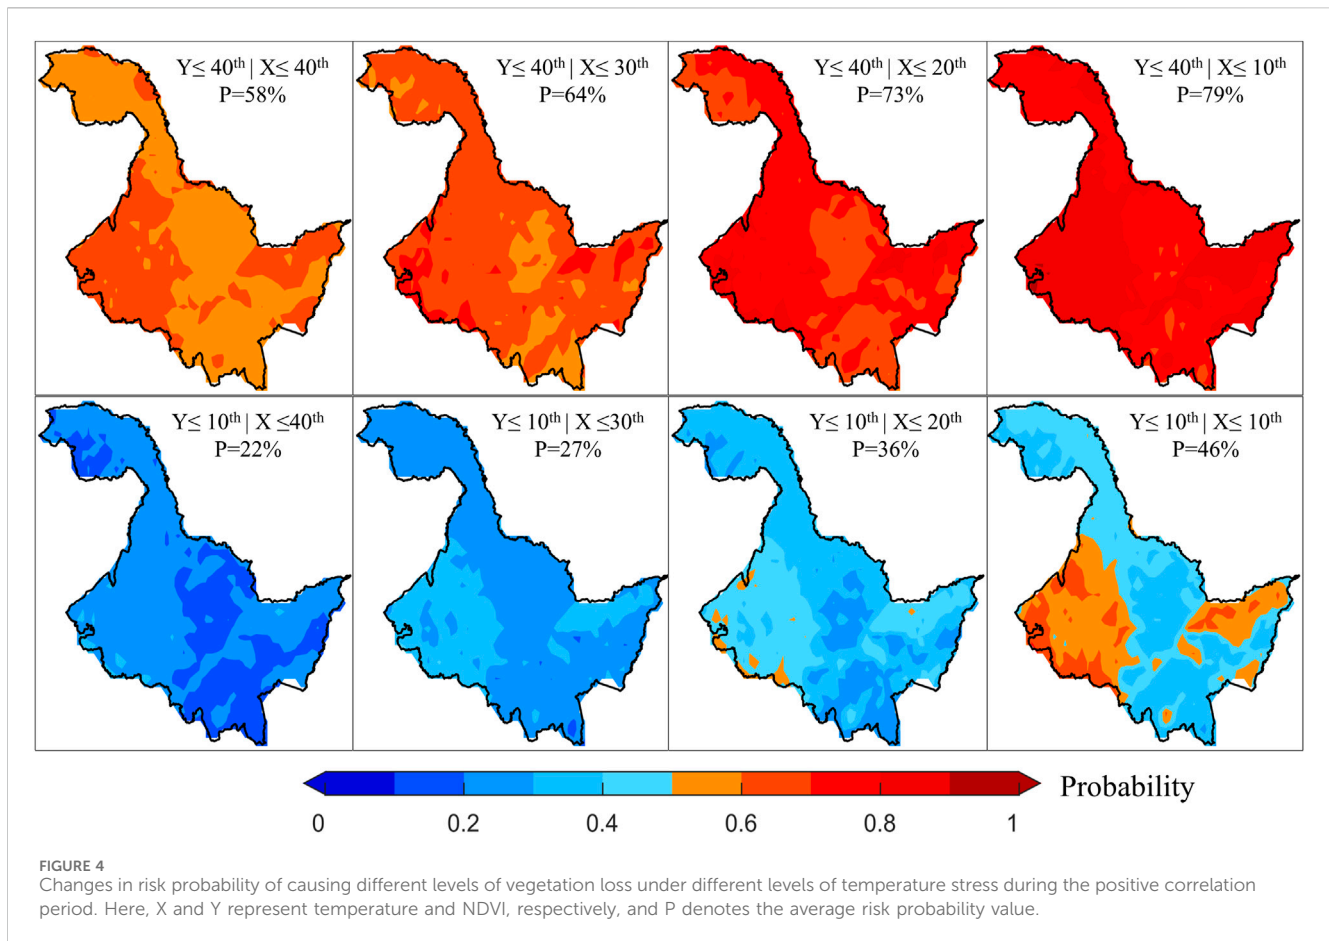 Y≤ 40th | X≤ 40th
P=58%
Y≤ 40th | X≤ 30th
P=64%
Y≤ 40th | X≤ 20th
P=73%
Y≤ 40th | X≤ 10th
P=79%
Y≤ 10th | X ≤40th
P=22%
Y≤ 10th | X ≤30th
P=27%
Y≤ 10th | X≤ 20th
P=36%
Y≤ 10th | X≤ 10th
P=46%
Probability
0 0.2 0.4 0.6 0.8 1
FIGURE 4
Changes in risk probability of causing different levels of vegetation loss under different levels of temperature stress during the positive correlation
period. Here, X and Y represent temperature and NDVI, respectively, and P denotes the average risk probability value.